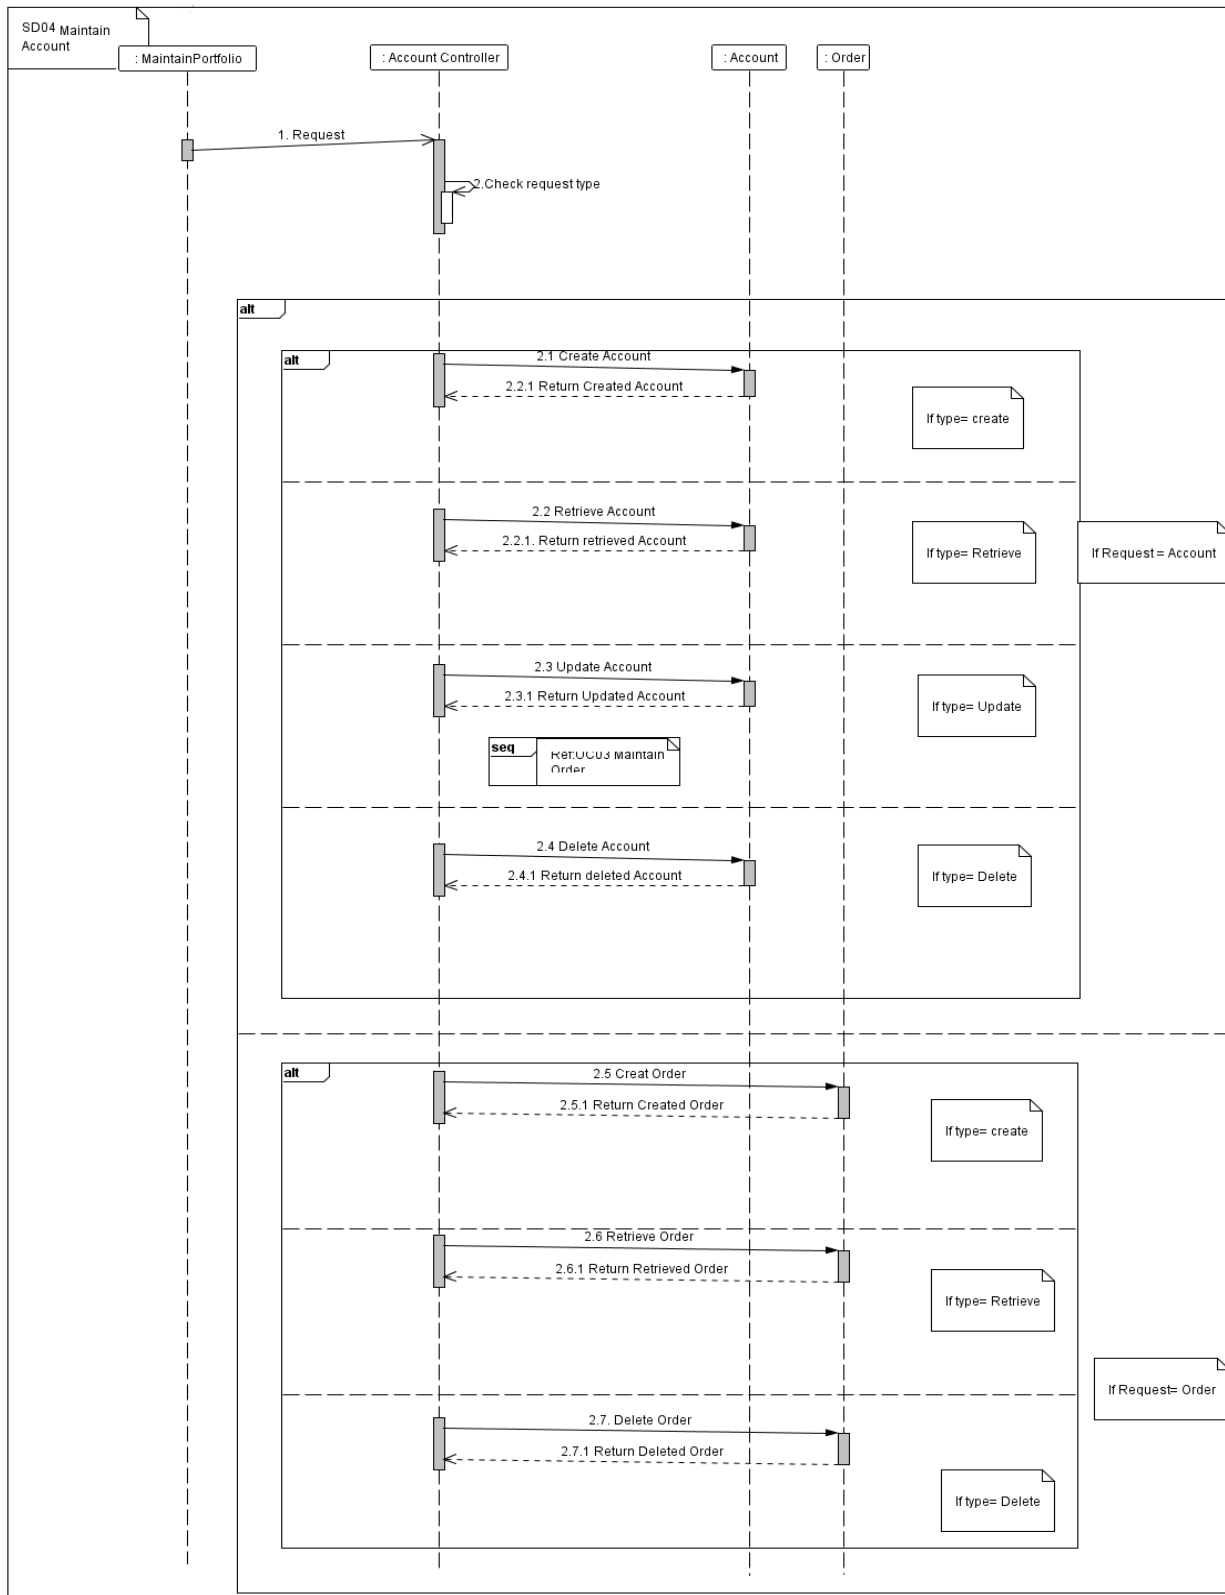 SD04 Maintain
Account
: MaintainPortfolio
: Account Controller
: Account
: Order
1. Request
2.Check request type
alt
alt
2.1 Create Account
2.2.1 Return Created Account
If type= create
2.2 Retrieve Account
2.2.1. Return retrieved Account
If type= Retrieve
If Request = Account
2.3 Update Account
2.3.1 Return Updated Account
If type= Update
seq
Ref:UC03 Maintain
Order
2.4 Delete Account
2.4.1 Return deleted Account
If type= Delete
alt
2.5 Creat Order
2.5.1 Return Created Order
If type= create
2.6 Retrieve Order
2.6.1 Return Retrieved Order
If type= Retrieve
If Request= Order
2.7. Delete Order
2.7.1 Return Deleted Order
If type= Delete